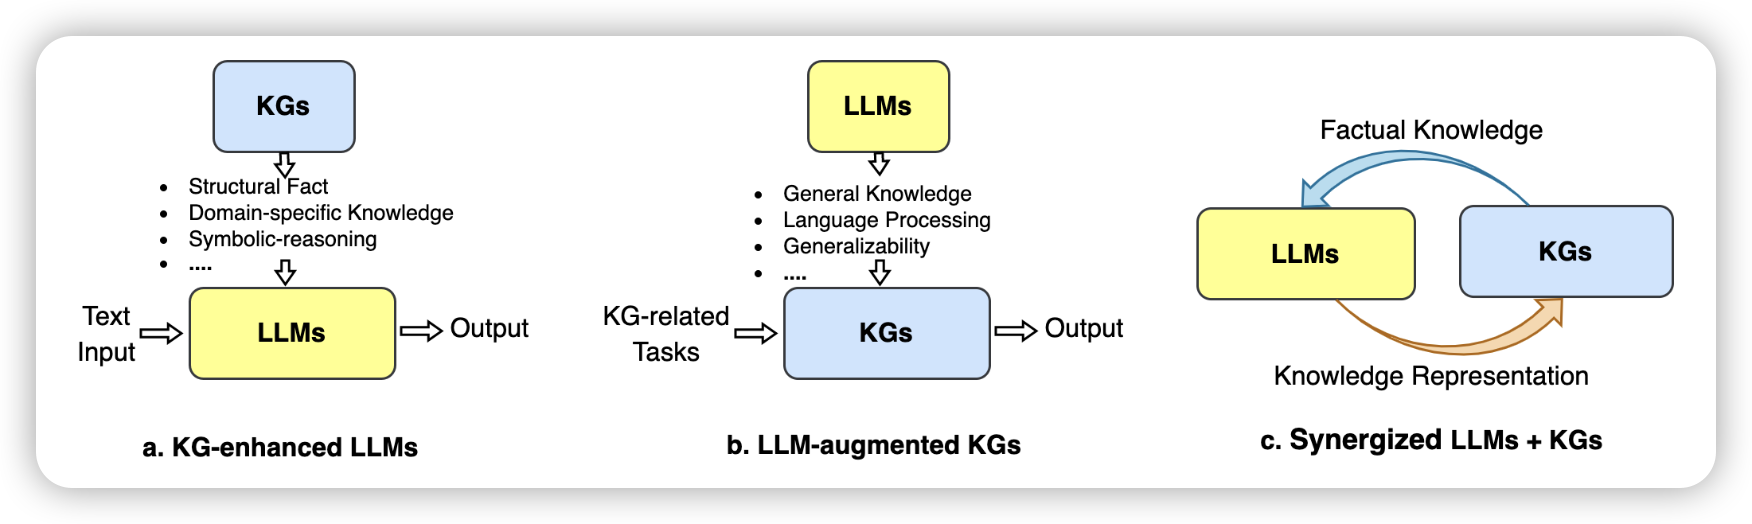 KGs
• Structural Fact
• Domain-specific Knowledge
• Symbolic-reasoning
• ....
Text
Input
LLMs
Output
a. KG-enhanced LLMs
LLMs
• General Knowledge
• Language Processing
• Generalizability
• ....
KG-related
Tasks
KGs
Output
b. LLM-augmented KGs
Factual Knowledge
LLMs
KGs
Knowledge Representation
c. Synergized LLMs + KGs